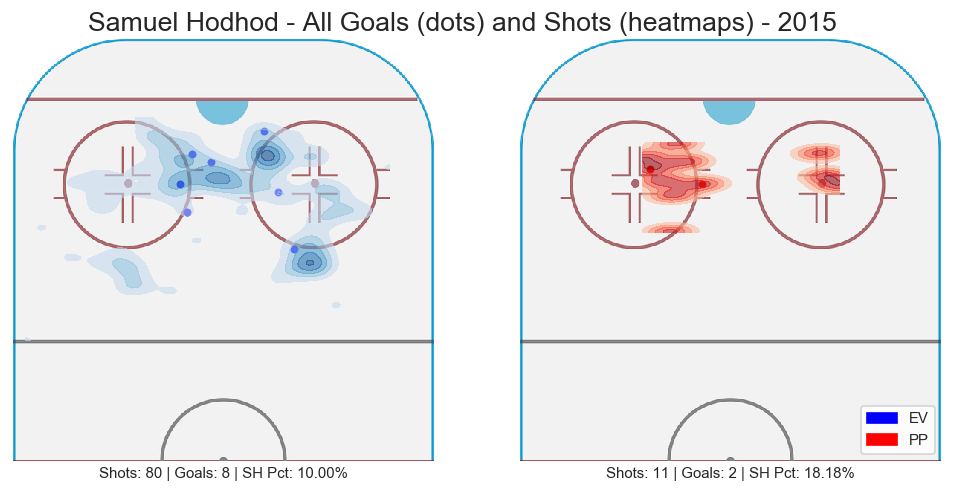 Samuel Hodhod - All Goals (dots) and Shots (heatmaps) - 2015
EV
PP
Shots: 80 | Goals: 8 | SH Pct: 10.00%
Shots: 11 | Goals: 2 | SH Pct: 18.18%